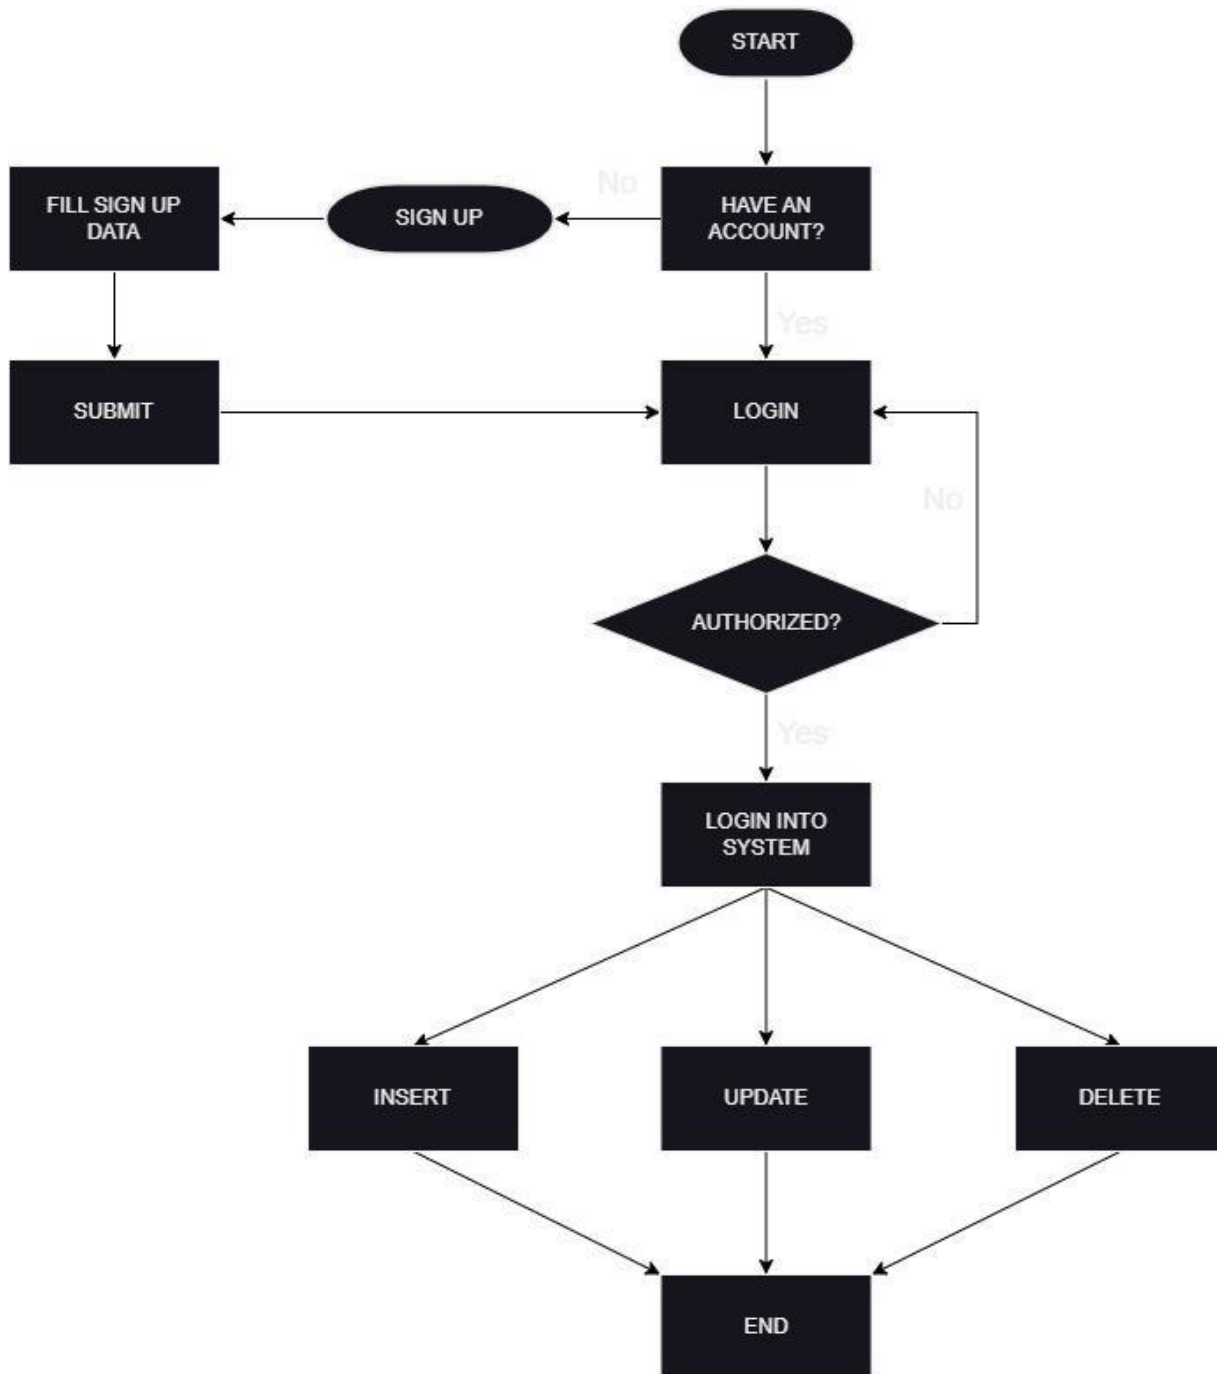 START
No
FILL SIGN UP
DATA
SIGN UP
HAVE AN
ACCOUNT?
Yes
SUBMIT
LOGIN
No
AUTHORIZED?
Yes
LOGIN INTO
SYSTEM
INSERT
UPDATE
DELETE
END